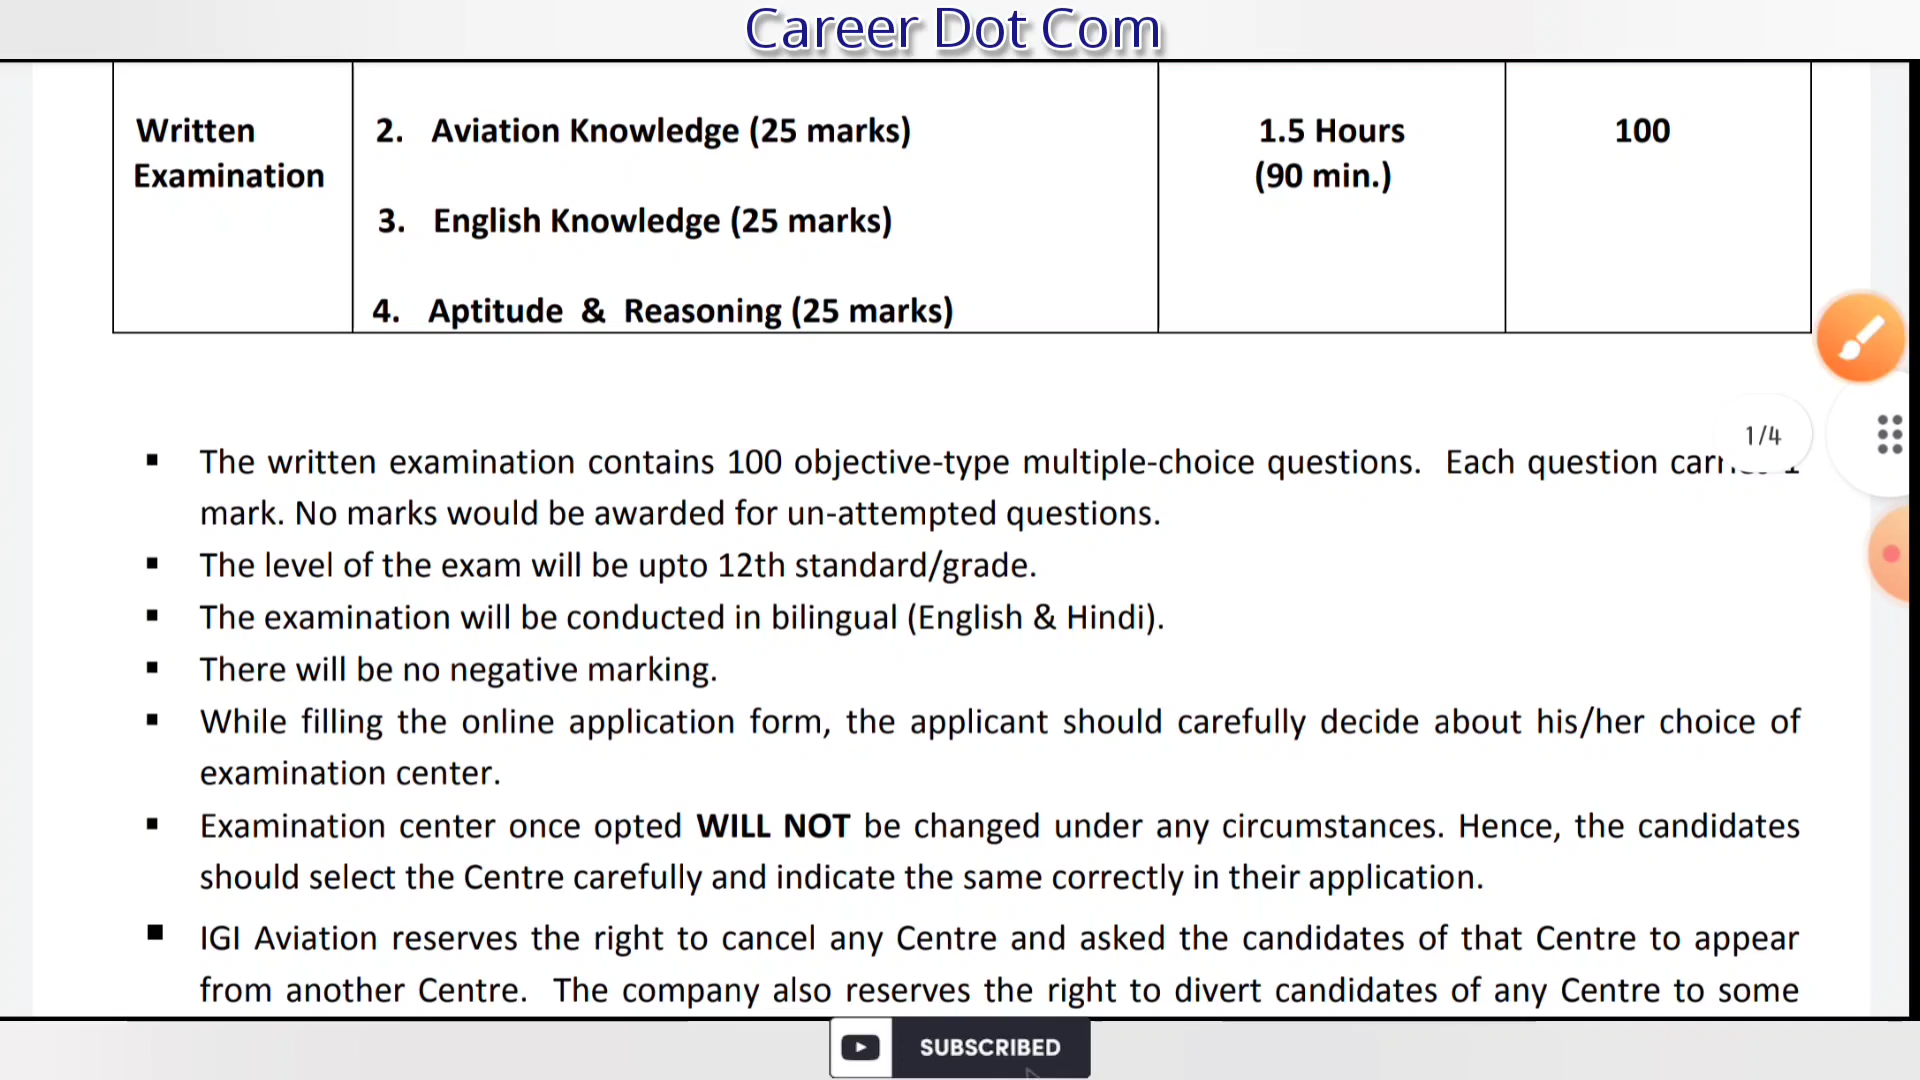 Career Dot Com
Written
Examination
2. Aviation Knowledge (25 marks)
3. English Knowledge (25 marks)
4. Aptitude & Reasoning (25 marks)
1.5 Hours
(90 min.)
100
1/4
▪ The written examination contains 100 objective-type multiple-choice questions. Each question
mark. No marks would be awarded for un-attempted questions.
▪ The level of the exam will be upto 12th standard/grade.
▪ The examination will be conducted in bilingual (English & Hindi).
▪ There will be no negative marking.
▪ While filling the online application form, the applicant should carefully decide about his/her choice of
examination center.
▪ Examination center once opted WILL NOT be changed under any circumstances. Hence, the candidates
should select the Centre carefully and indicate the same correctly in their application.
▪ IGI Aviation reserves the right to cancel any Centre and asked the candidates of that Centre to appear
from another Centre. The company also reserves the right to divert candidates of any Centre to some
SUBSCRIBED